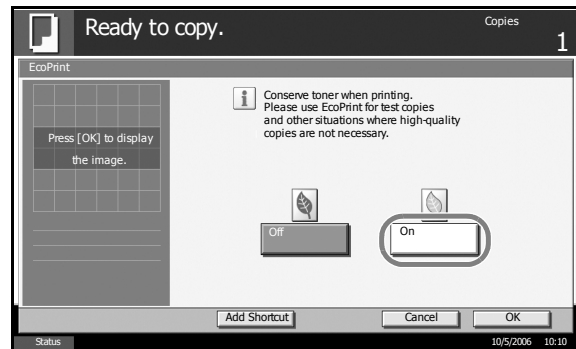 Ready to copy.
Copies
1
EcoPrint
Press [OK] to display
the image.
i
Conserve toner when printing.
Please use EcoPrint for test copies
and other situations where high-quality
copies are not necessary.
Off
On
Add Shortcut
Cancel
OK
Status
10/5/2006 10:10